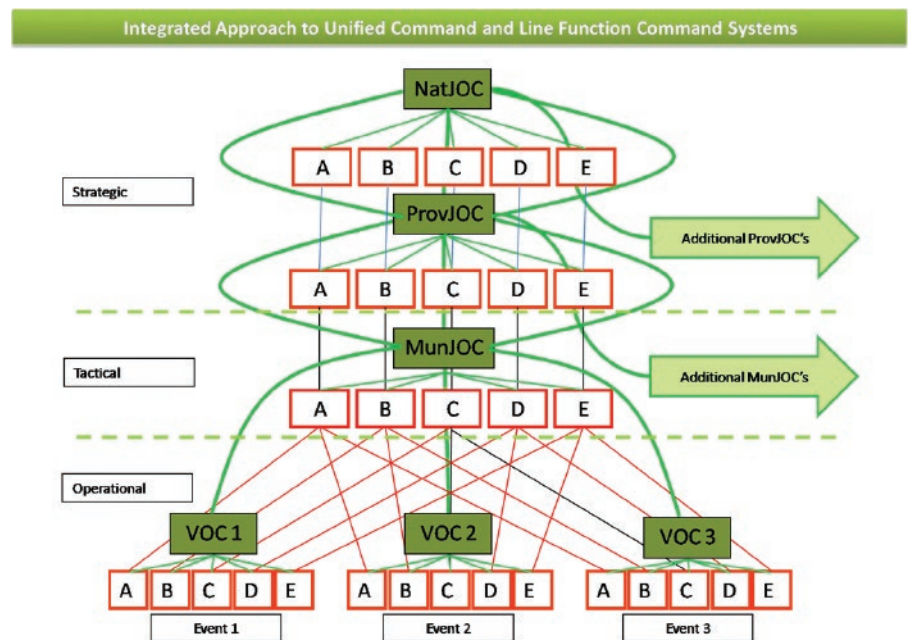 Integrated Approach to Unified Command and Line Function Command Systems
NatJOC
A B C D E
Strategic
ProvJOC
Additional ProvJOC's
A B C D E
MunJOC
Tactical
Additional MunJOC's
A B C D E
Operational
VOC 1 VOC 2 VOC 3
A B C D E A B C D E A B C D E
Event 1 Event 2 Event 3